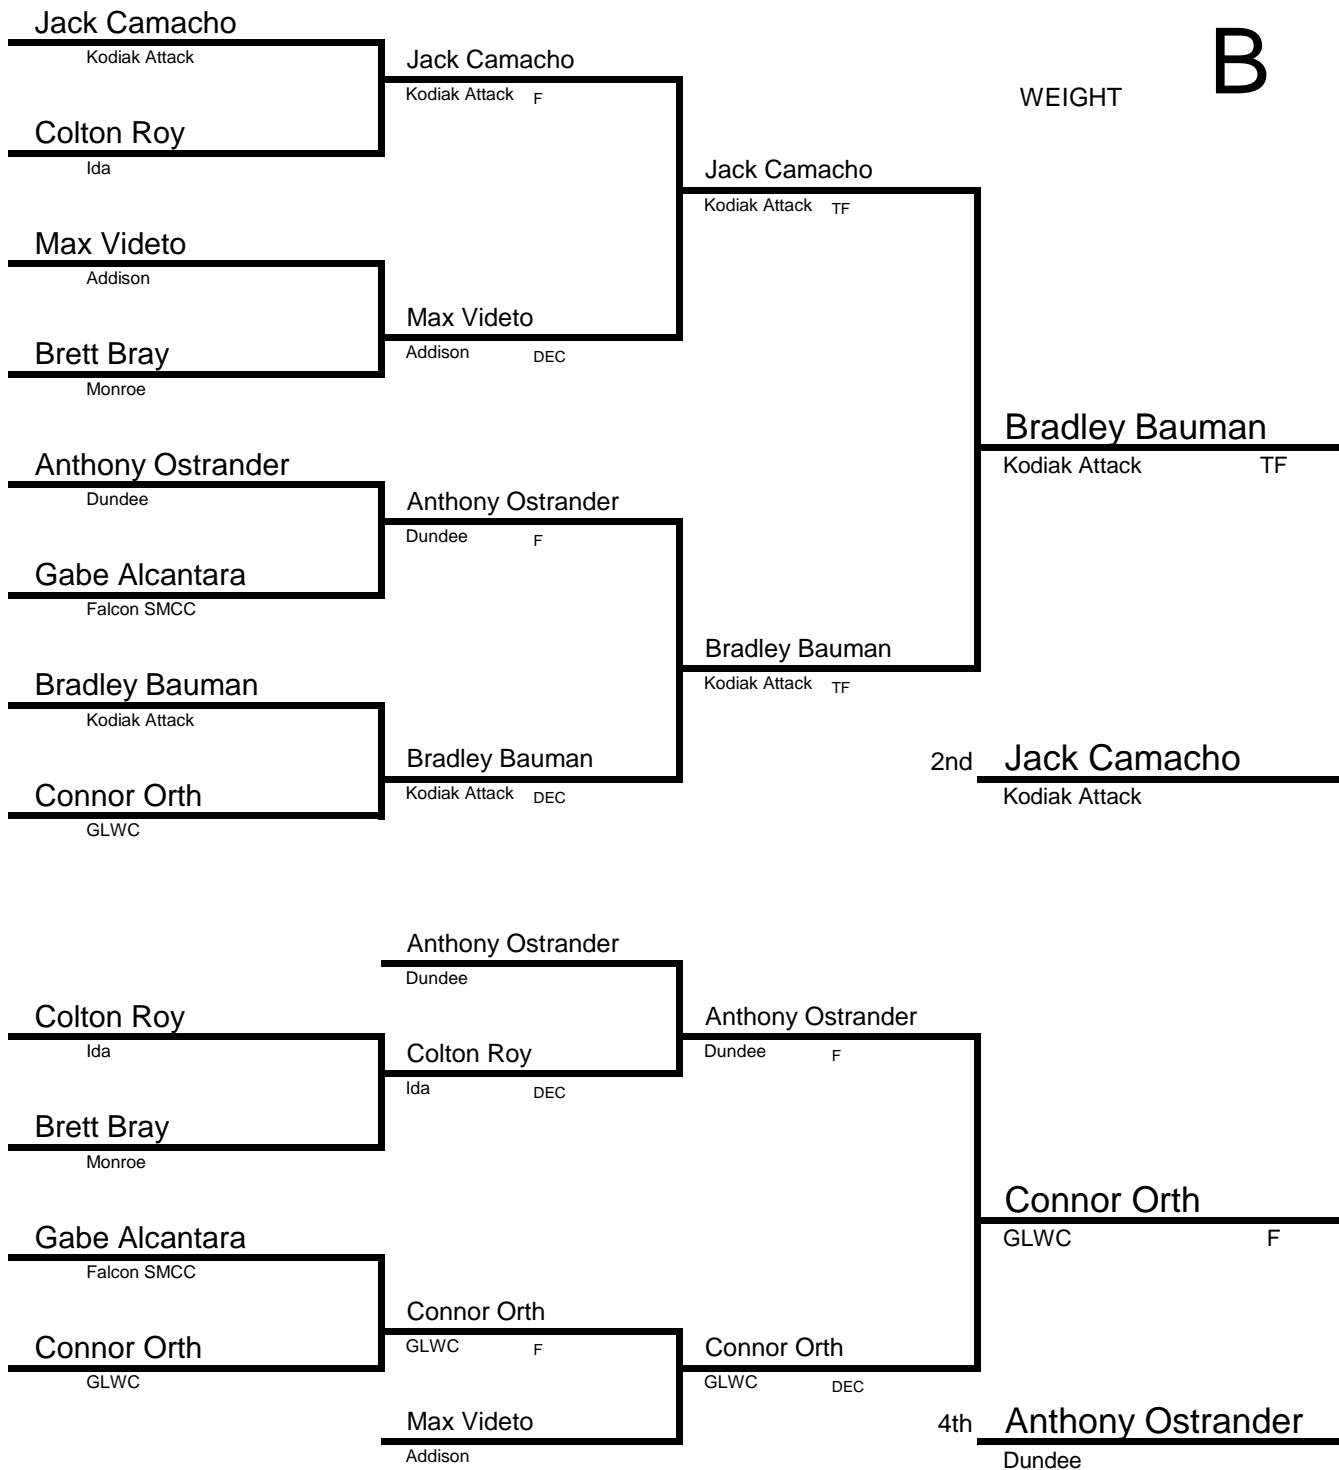 Jack Camacho
Kodiak Attack
Jack Camacho
Kodiak Attack F
B
WEIGHT
Colton Roy
Ida
Jack Camacho
Kodiak Attack TF
Max Videto
Addison
Max Videto
Addison DEC
Brett Bray
Monroe
Bradley Bauman
Kodiak Attack TF
Anthony Ostrander
Dundee
Anthony Ostrander
Dundee F
Gabe Alcantara
Falcon SMCC
Bradley Bauman
Kodiak Attack TF
Bradley Bauman
Kodiak Attack
Bradley Bauman
Kodiak Attack DEC
2nd Jack Camacho
Kodiak Attack
Connor Orth
GLWC
Anthony Ostrander
Dundee
Colton Roy
Ida
Anthony Ostrander
Dundee F
Colton Roy
Ida DEC
Brett Bray
Monroe
Connor Orth
GLWC F
Gabe Alcantara
Falcon SMCC
Connor Orth
GLWC F
Connor Orth
GLWC
Connor Orth
GLWC DEC
Max Videto
Addison
4th Anthony Ostrander
Dundee